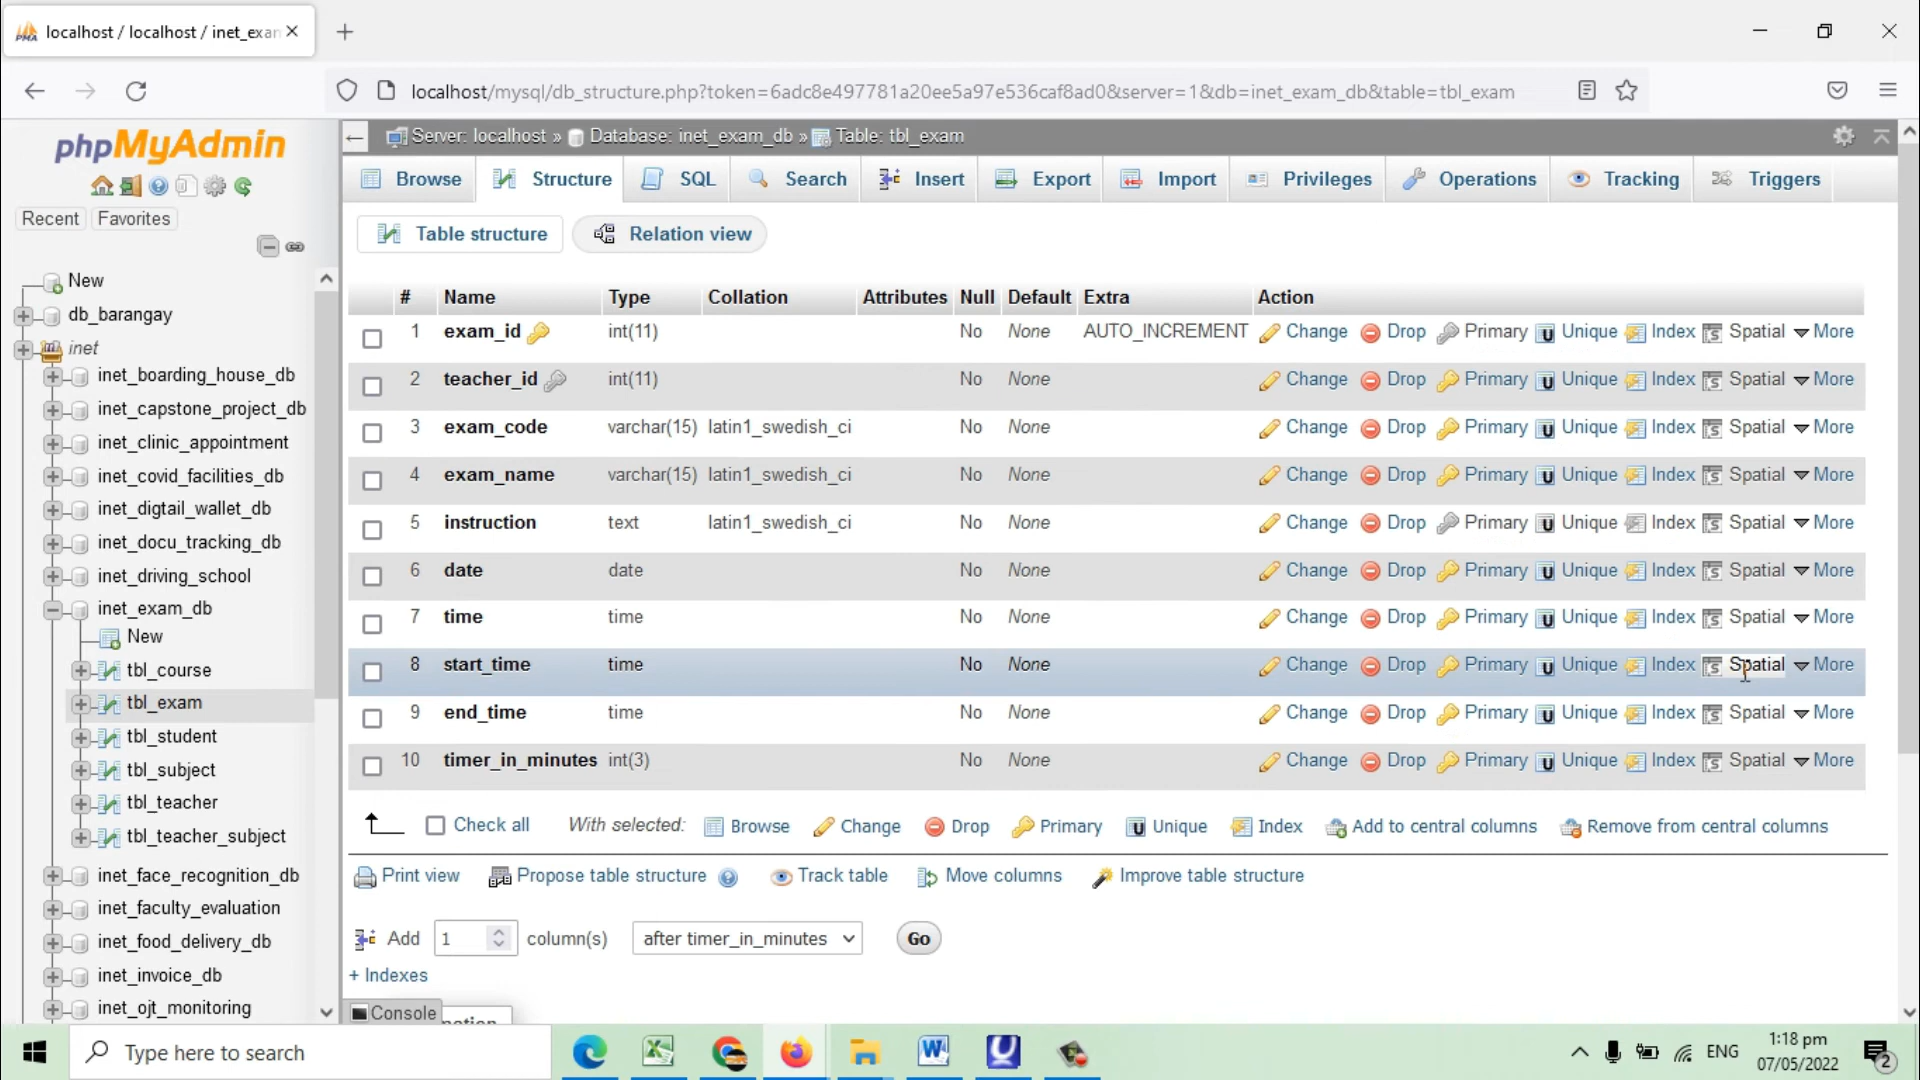 localhost / localhost / inet_exan
localhost/mysql/db_structure.php?token=6adc8e497781a20ee5a97e536caf8ad0&server=1&db=inet_exam_db&table=tbl_exam
phpMyAdmin
Recent Favorites
New
db_barangay
inet
inet_boarding_house_db
inet_capstone_project_db
inet_clinic_appointment
inet_covid_facilities_db
inet_digtail_wallet_db
inet_docu_tracking_db
inet_driving_school
inet_exam_db
New
tbl_course
tbl_exam
tbl_student
tbl_subject
tbl_teacher
tbl_teacher_subject
inet_face_recognition_db
inet_faculty_evaluation
inet_food_delivery_db
inet_invoice_db
inet_ojt_monitoring
Server: localhost » Database: inet_exam_db » Table: tbl_exam
Browse Structure SQL Search Insert Export Import Privileges Operations Tracking Triggers
Table structure Relation view
# Name Type Collation Attributes Null Default Extra Action
1 exam_id int(11) No None AUTO_INCREMENT Change Drop Primary Unique Index Spatial More
2 teacher_id int(11) No None Change Drop Primary Unique Index Spatial More
3 exam_code varchar(15) latin1_swedish_ci No None Change Drop Primary Unique Index Spatial More
4 exam_name varchar(15) latin1_swedish_ci No None Change Drop Primary Unique Index Spatial More
5 instruction text latin1_swedish_ci No None Change Drop Primary Unique Index Spatial More
6 date date No None Change Drop Primary Unique Index Spatial More
7 time time No None Change Drop Primary Unique Index Spatial More
8 start_time time No None Change Drop Primary Unique Index Spatial More
9 end_time time No None Change Drop Primary Unique Index Spatial More
10 timer_in_minutes int(3) No None Change Drop Primary Unique Index Spatial More
Check all With selected: Browse Change Drop Primary Unique Index Add to central columns Remove from central columns
Print view Propose table structure Track table Move columns Improve table structure
Add 1 column(s) after timer_in_minutes Go
+ Indexes
Console
Type here to search
ENG
1:18 pm
07/05/2022
2